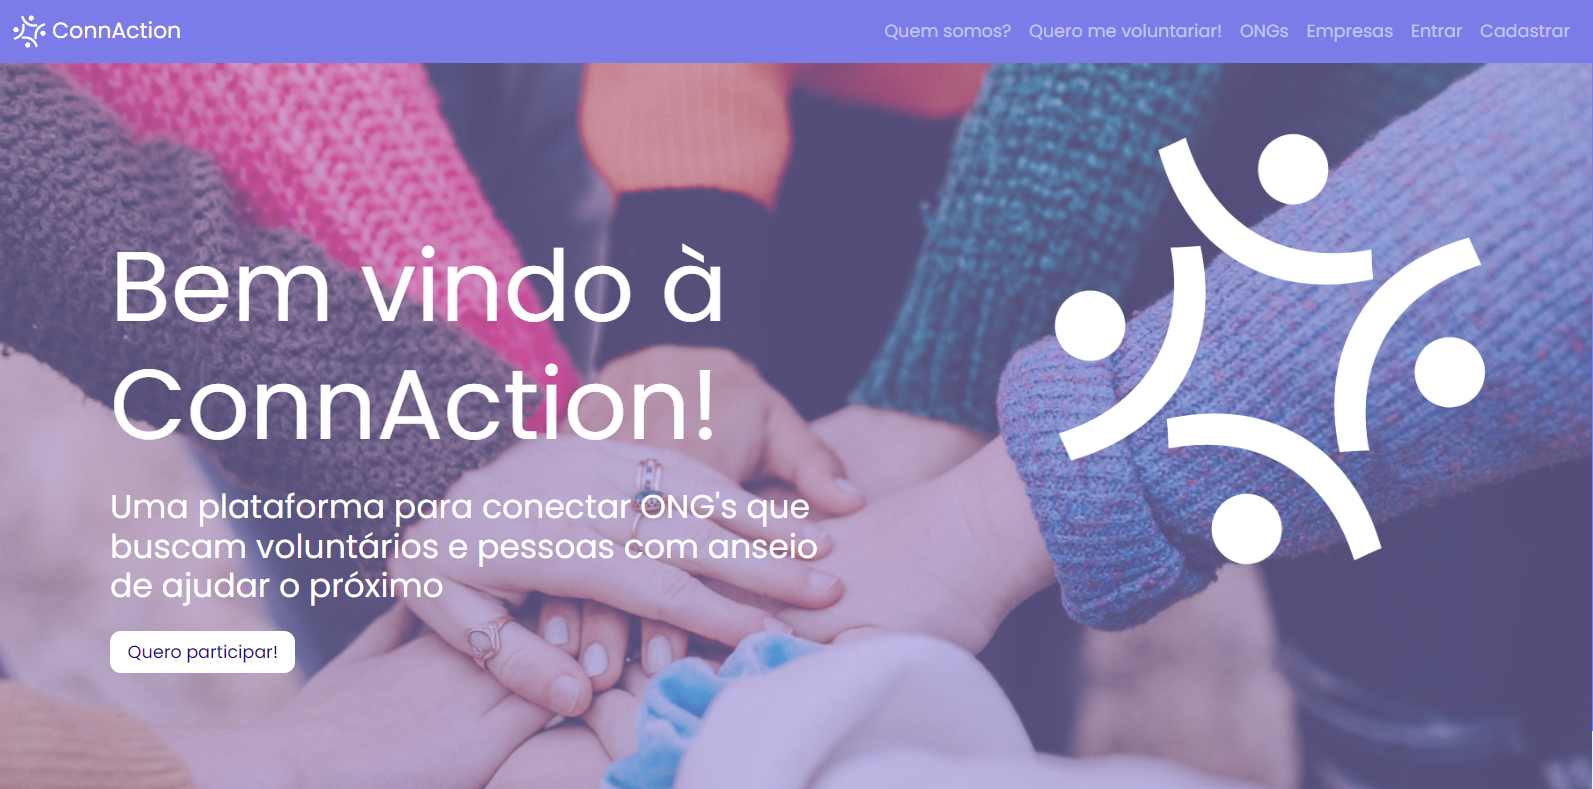 ConnAction
Quem somos? Quero me voluntariar! ONGs Empresas Entrar Cadastrar
Bem vindo à
ConnAction!
Uma plataforma para conectar ONG's que
buscam voluntários e pessoas com anseio
de ajudar o próximo
Quero participar!